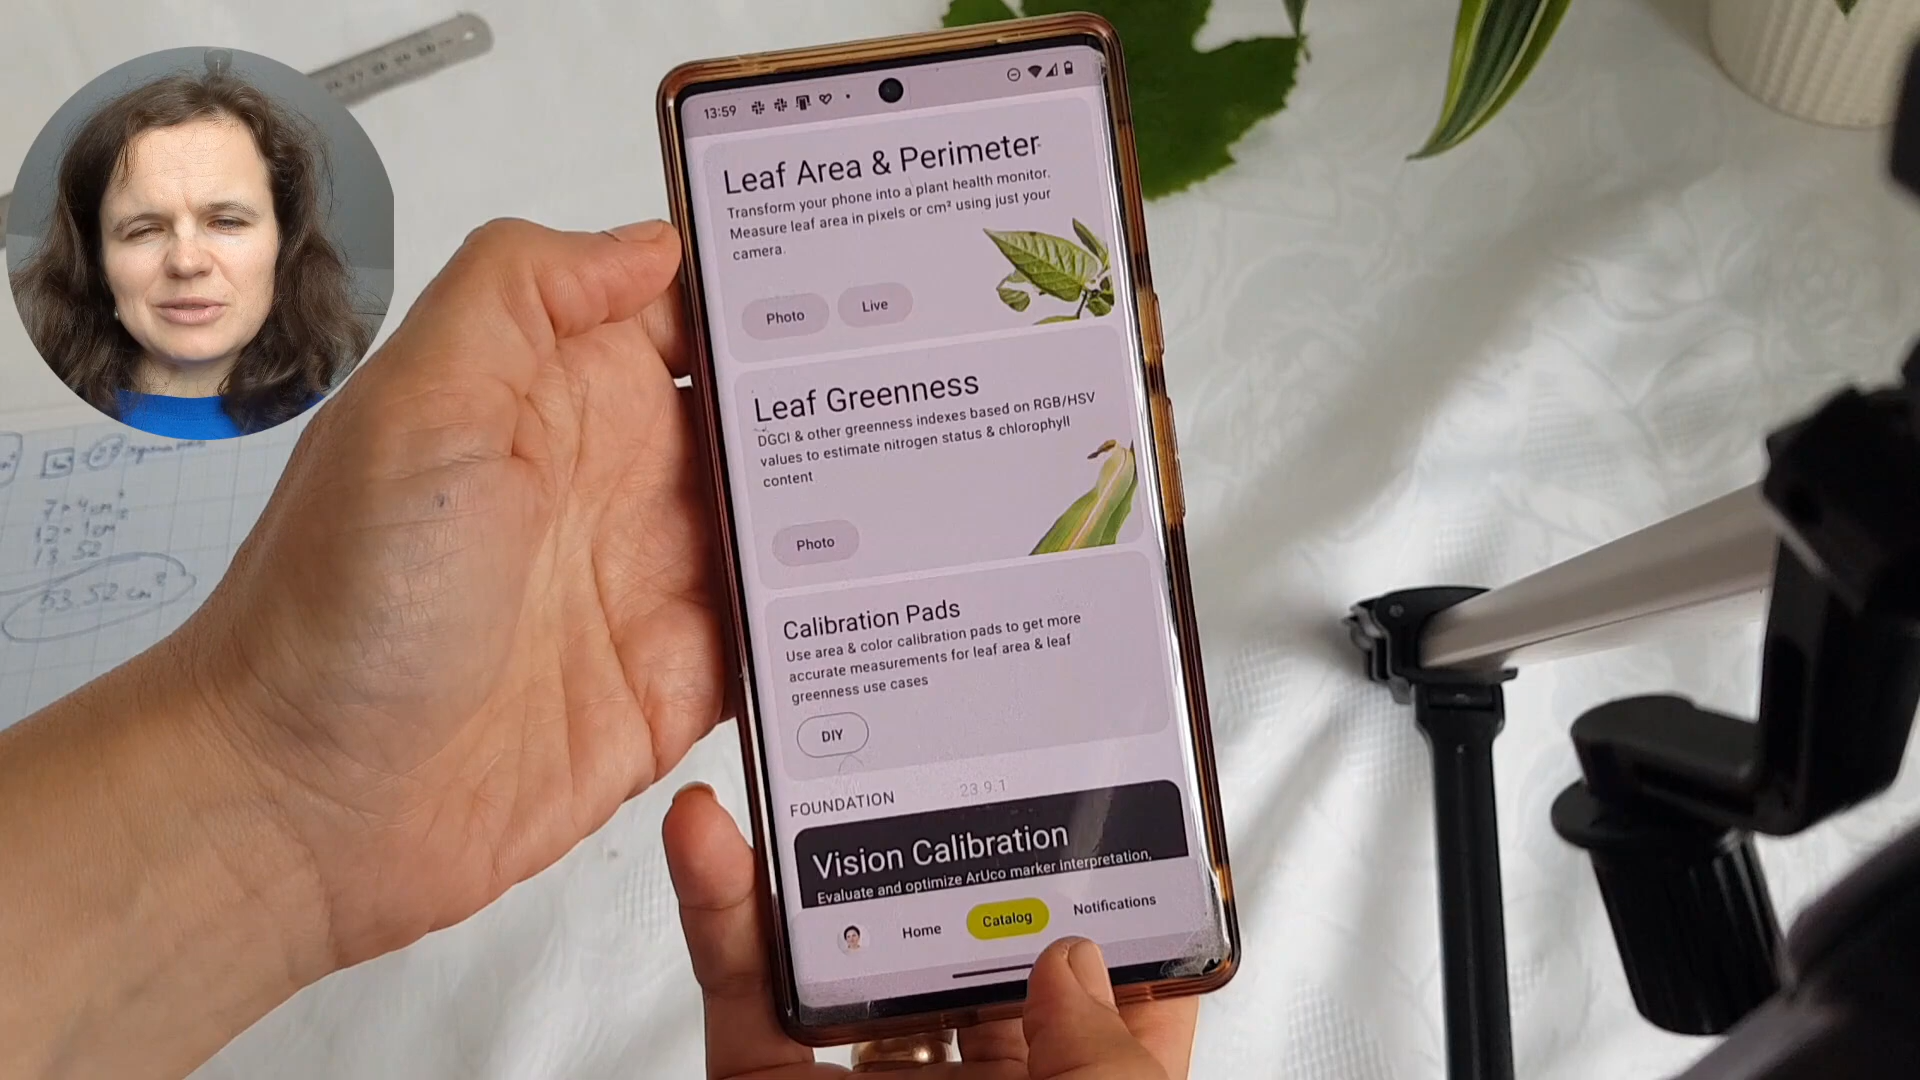 13:59
Leaf Area & Perimeter
Transform your phone into a plant health monitor.
Measure leaf area in pixels or cm² using just your
camera.
Photo
Live
Leaf Greenness
DGCI & other greenness indexes based on RGB/HSV
values to estimate nitrogen status & chlorophyll
content
Photo
Calibration Pads
Use area & color calibration pads to get more
accurate measurements for leaf area & leaf
greenness use cases
DIY
FOUNDATION
23.9.1
Vision Calibration
Evaluate and optimize ArUco marker interpretation,
Home
Catalog
Notifications
53.52 cm²